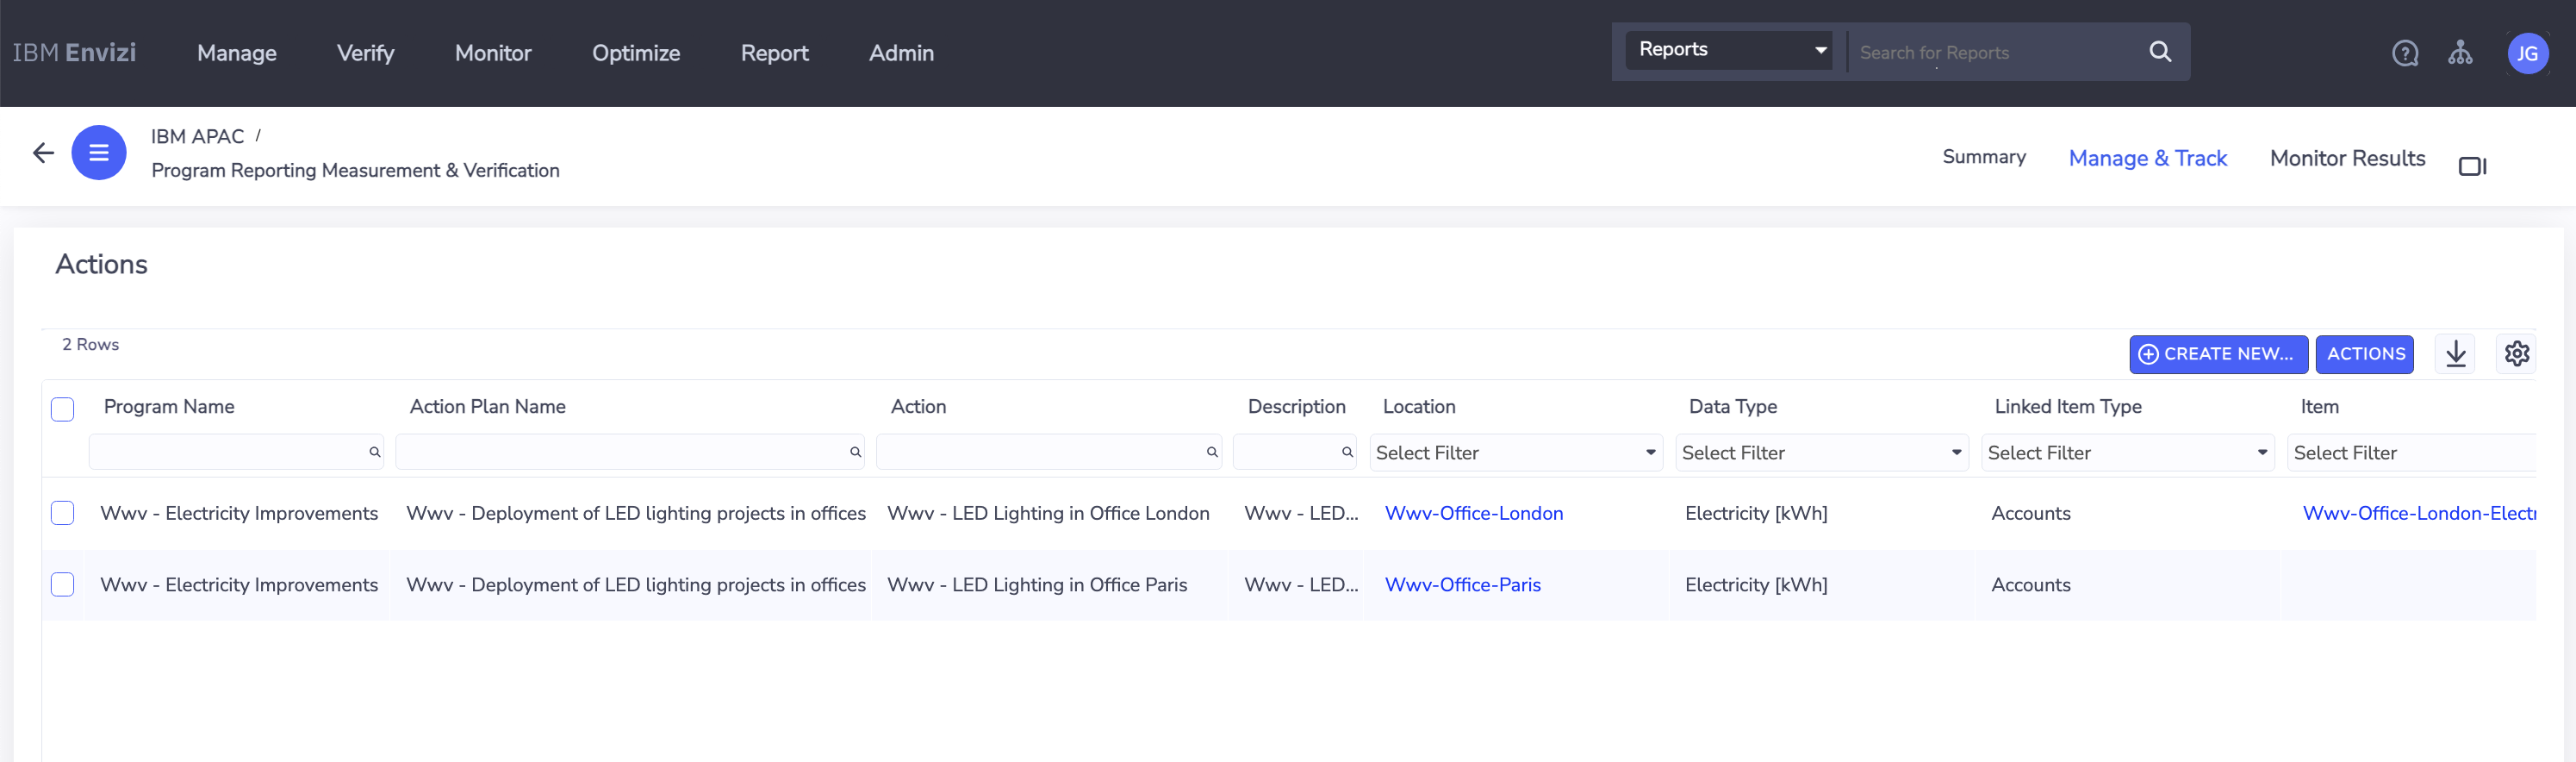 IBM Envizi Manage Verify Monitor Optimize Report Admin Reports Search for Reports ? JG
IBM APAC /
Program Reporting Measurement & Verification
Summary Manage & Track Monitor Results
Actions
2 Rows CREATE NEW... ACTIONS
Program Name Action Plan Name Action Description Location Data Type Linked Item Type Item
Select Filter Select Filter Select Filter Select Filter
Wwv - Electricity Improvements Wwv - Deployment of LED lighting projects in offices Wwv - LED Lighting in Office London Wwv - LED... Wwv-Office-London Electricity [kWh] Accounts Wwv-Office-London-Electr
Wwv - Electricity Improvements Wwv - Deployment of LED lighting projects in offices Wwv - LED Lighting in Office Paris Wwv - LED... Wwv-Office-Paris Electricity [kWh] Accounts